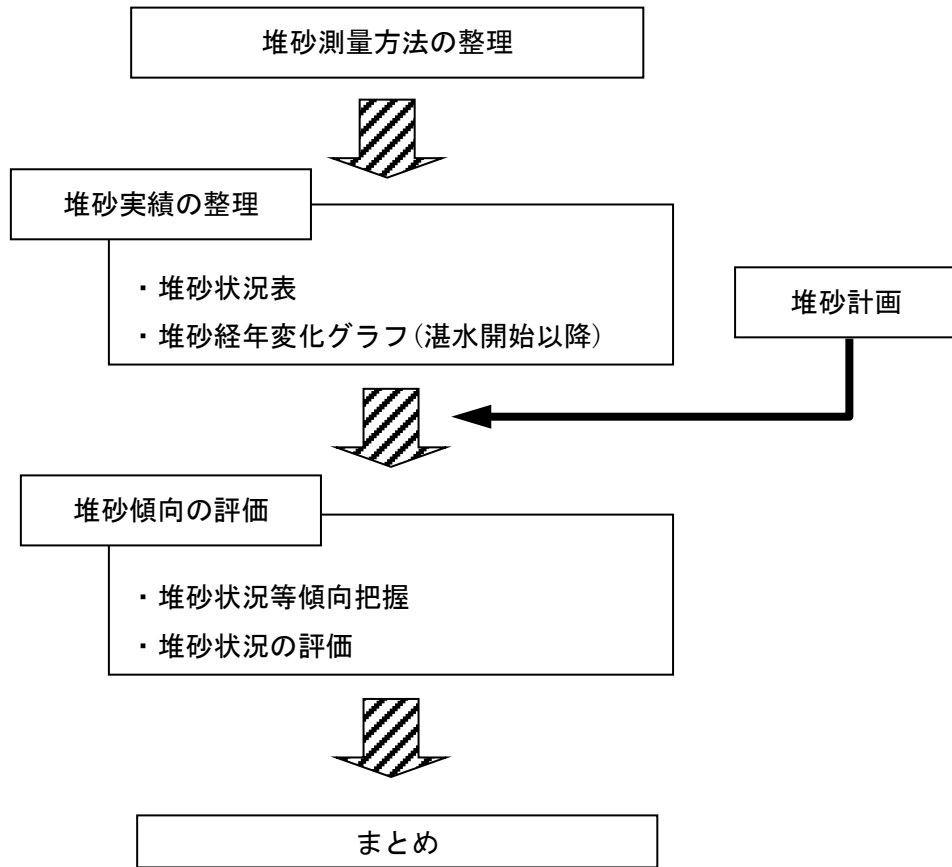 堆砂測量方法の整理
堆砂実績の整理
・堆砂状況表
・堆砂経年変化グラフ(湛水開始以降)
堆砂計画
堆砂傾向の評価
・堆砂状況等傾向把握
・堆砂状況の評価
まとめ